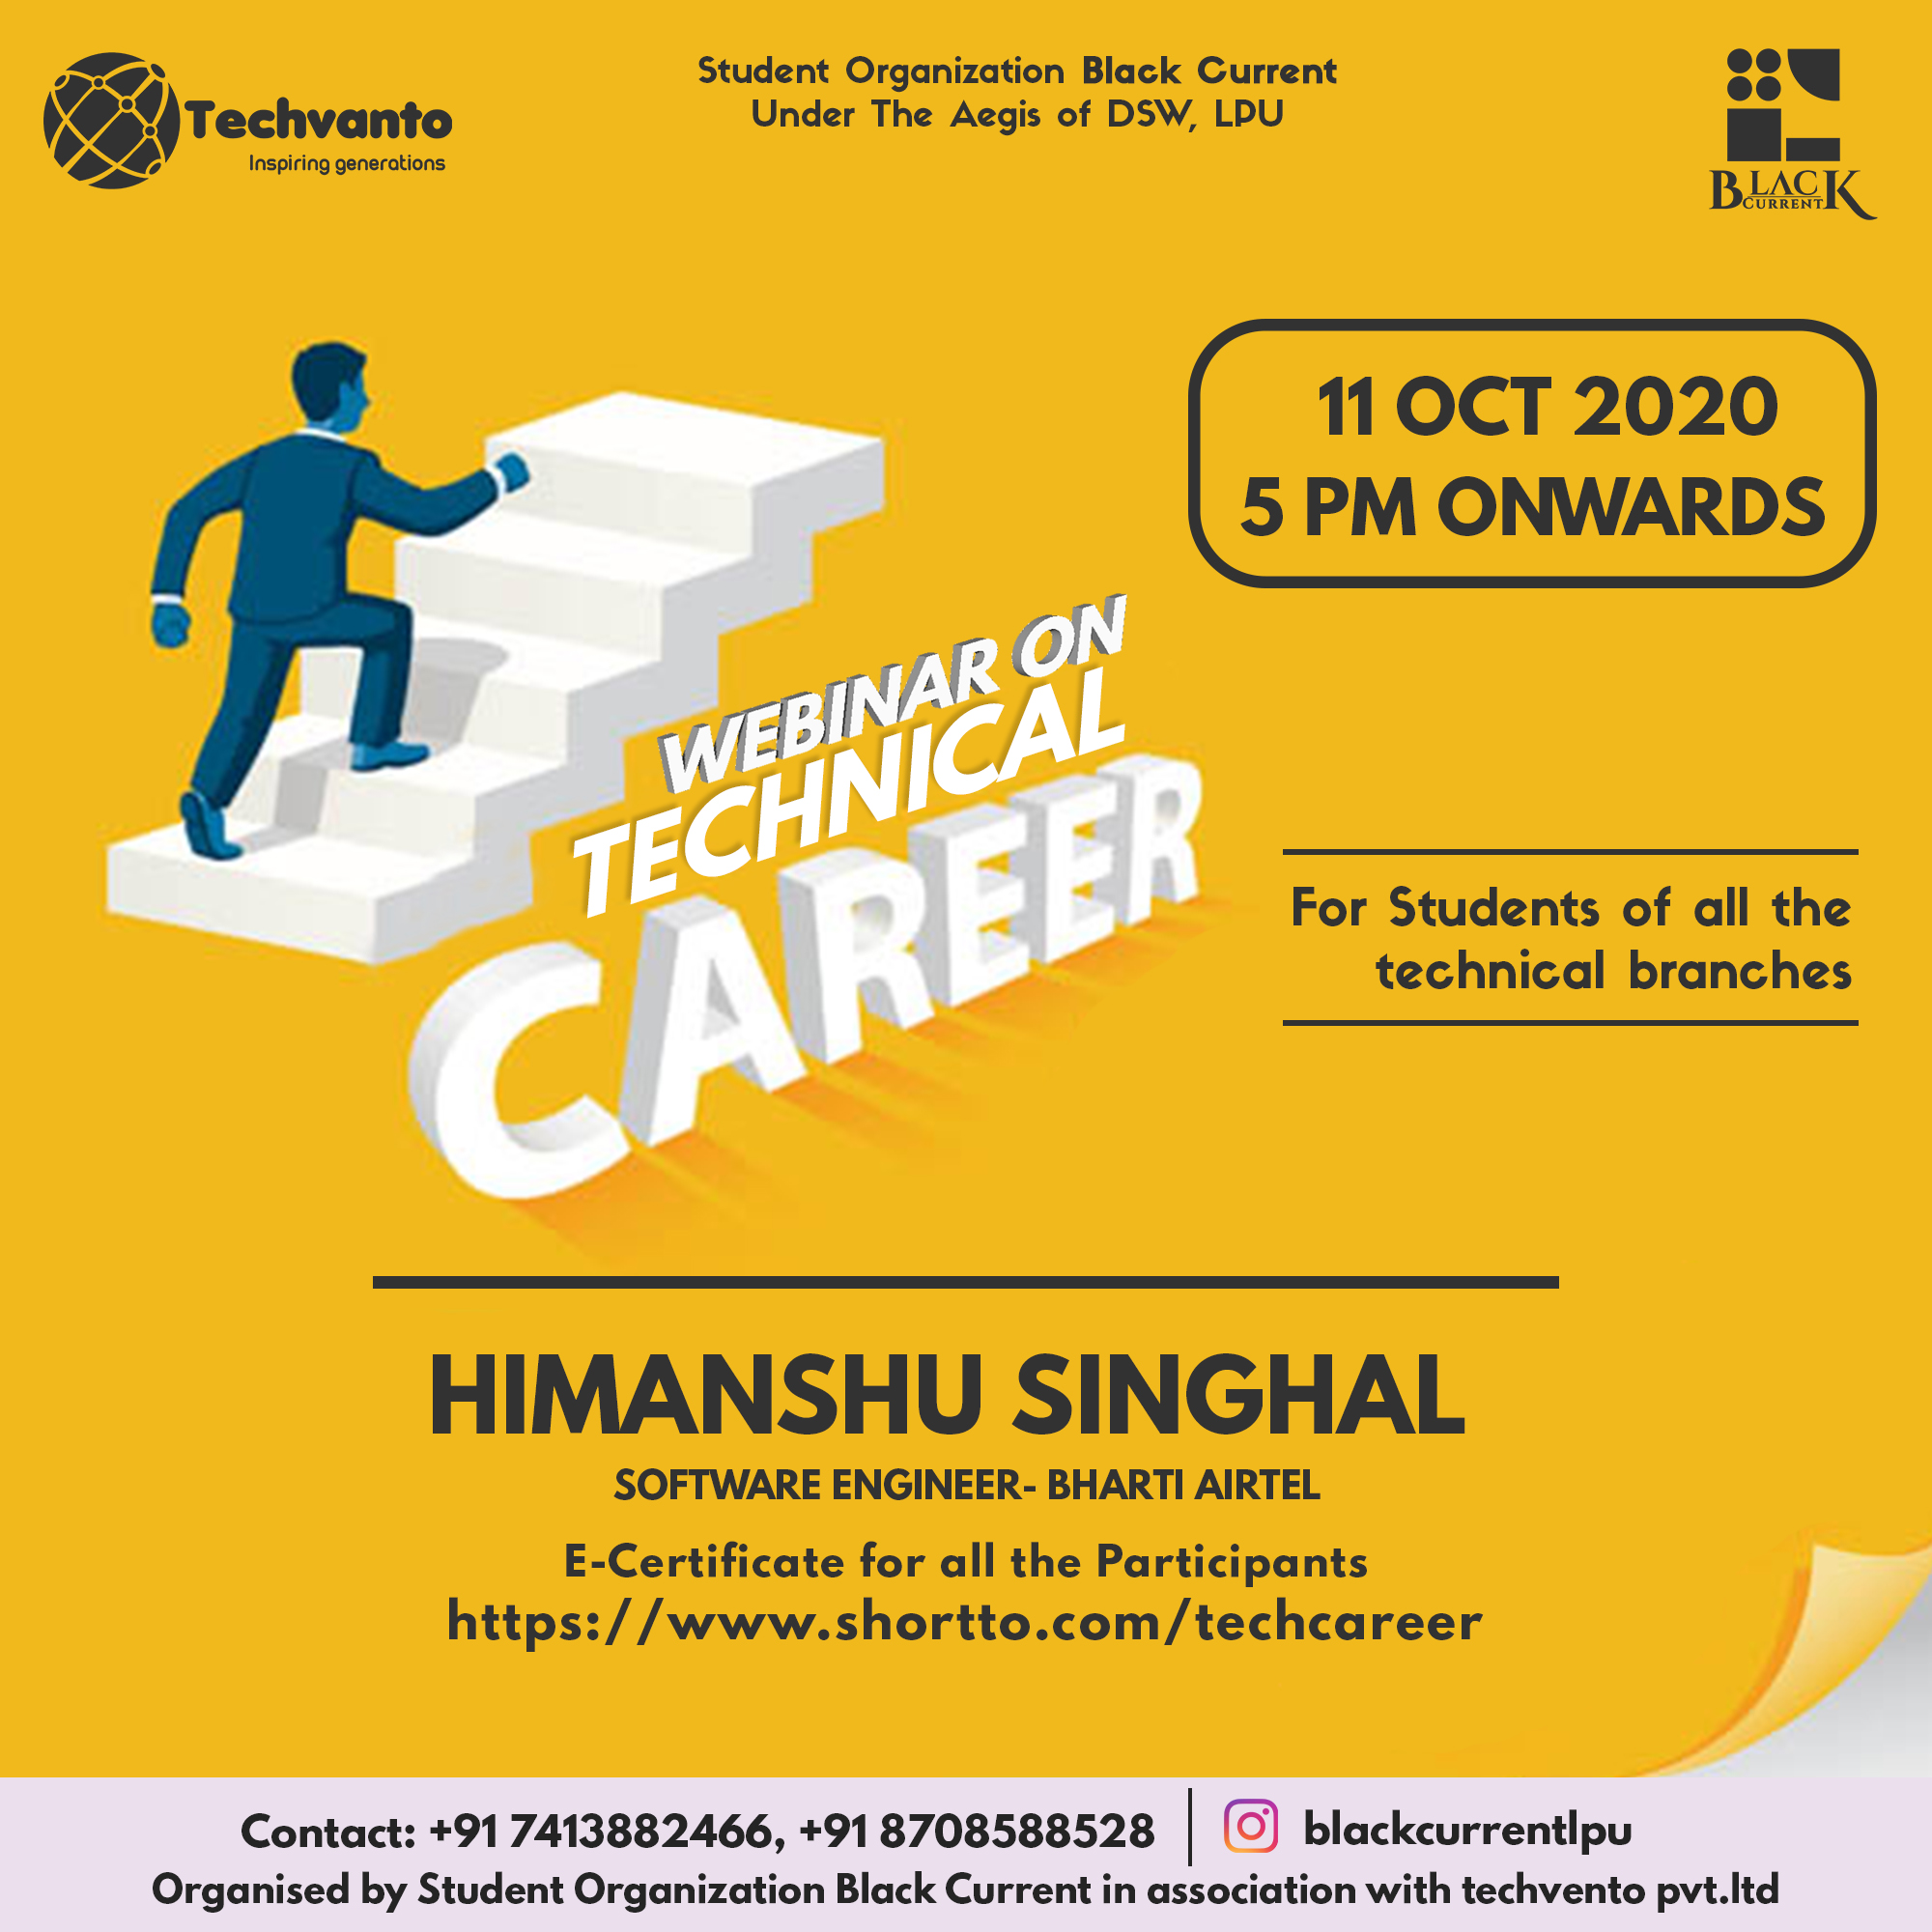 Techvanto
Inspiring generations
Student Organization Black Current
Under The Aegis of DSW, LPU
BLACK
CURRENT
11 OCT 2020
5 PM ONWARDS
WEBINAR ON
TECHNICAL
CAREER
For Students of all the
technical branches
HIMANSHU SINGHAL
SOFTWARE ENGINEER- BHARTI AIRTEL
E-Certificate for all the Participants
https://www.shortto.com/techcareer
Contact: +91 7413882466, +91 8708588528 | blackcurrentlpu
Organised by Student Organization Black Current in association with techvento pvt.ltd